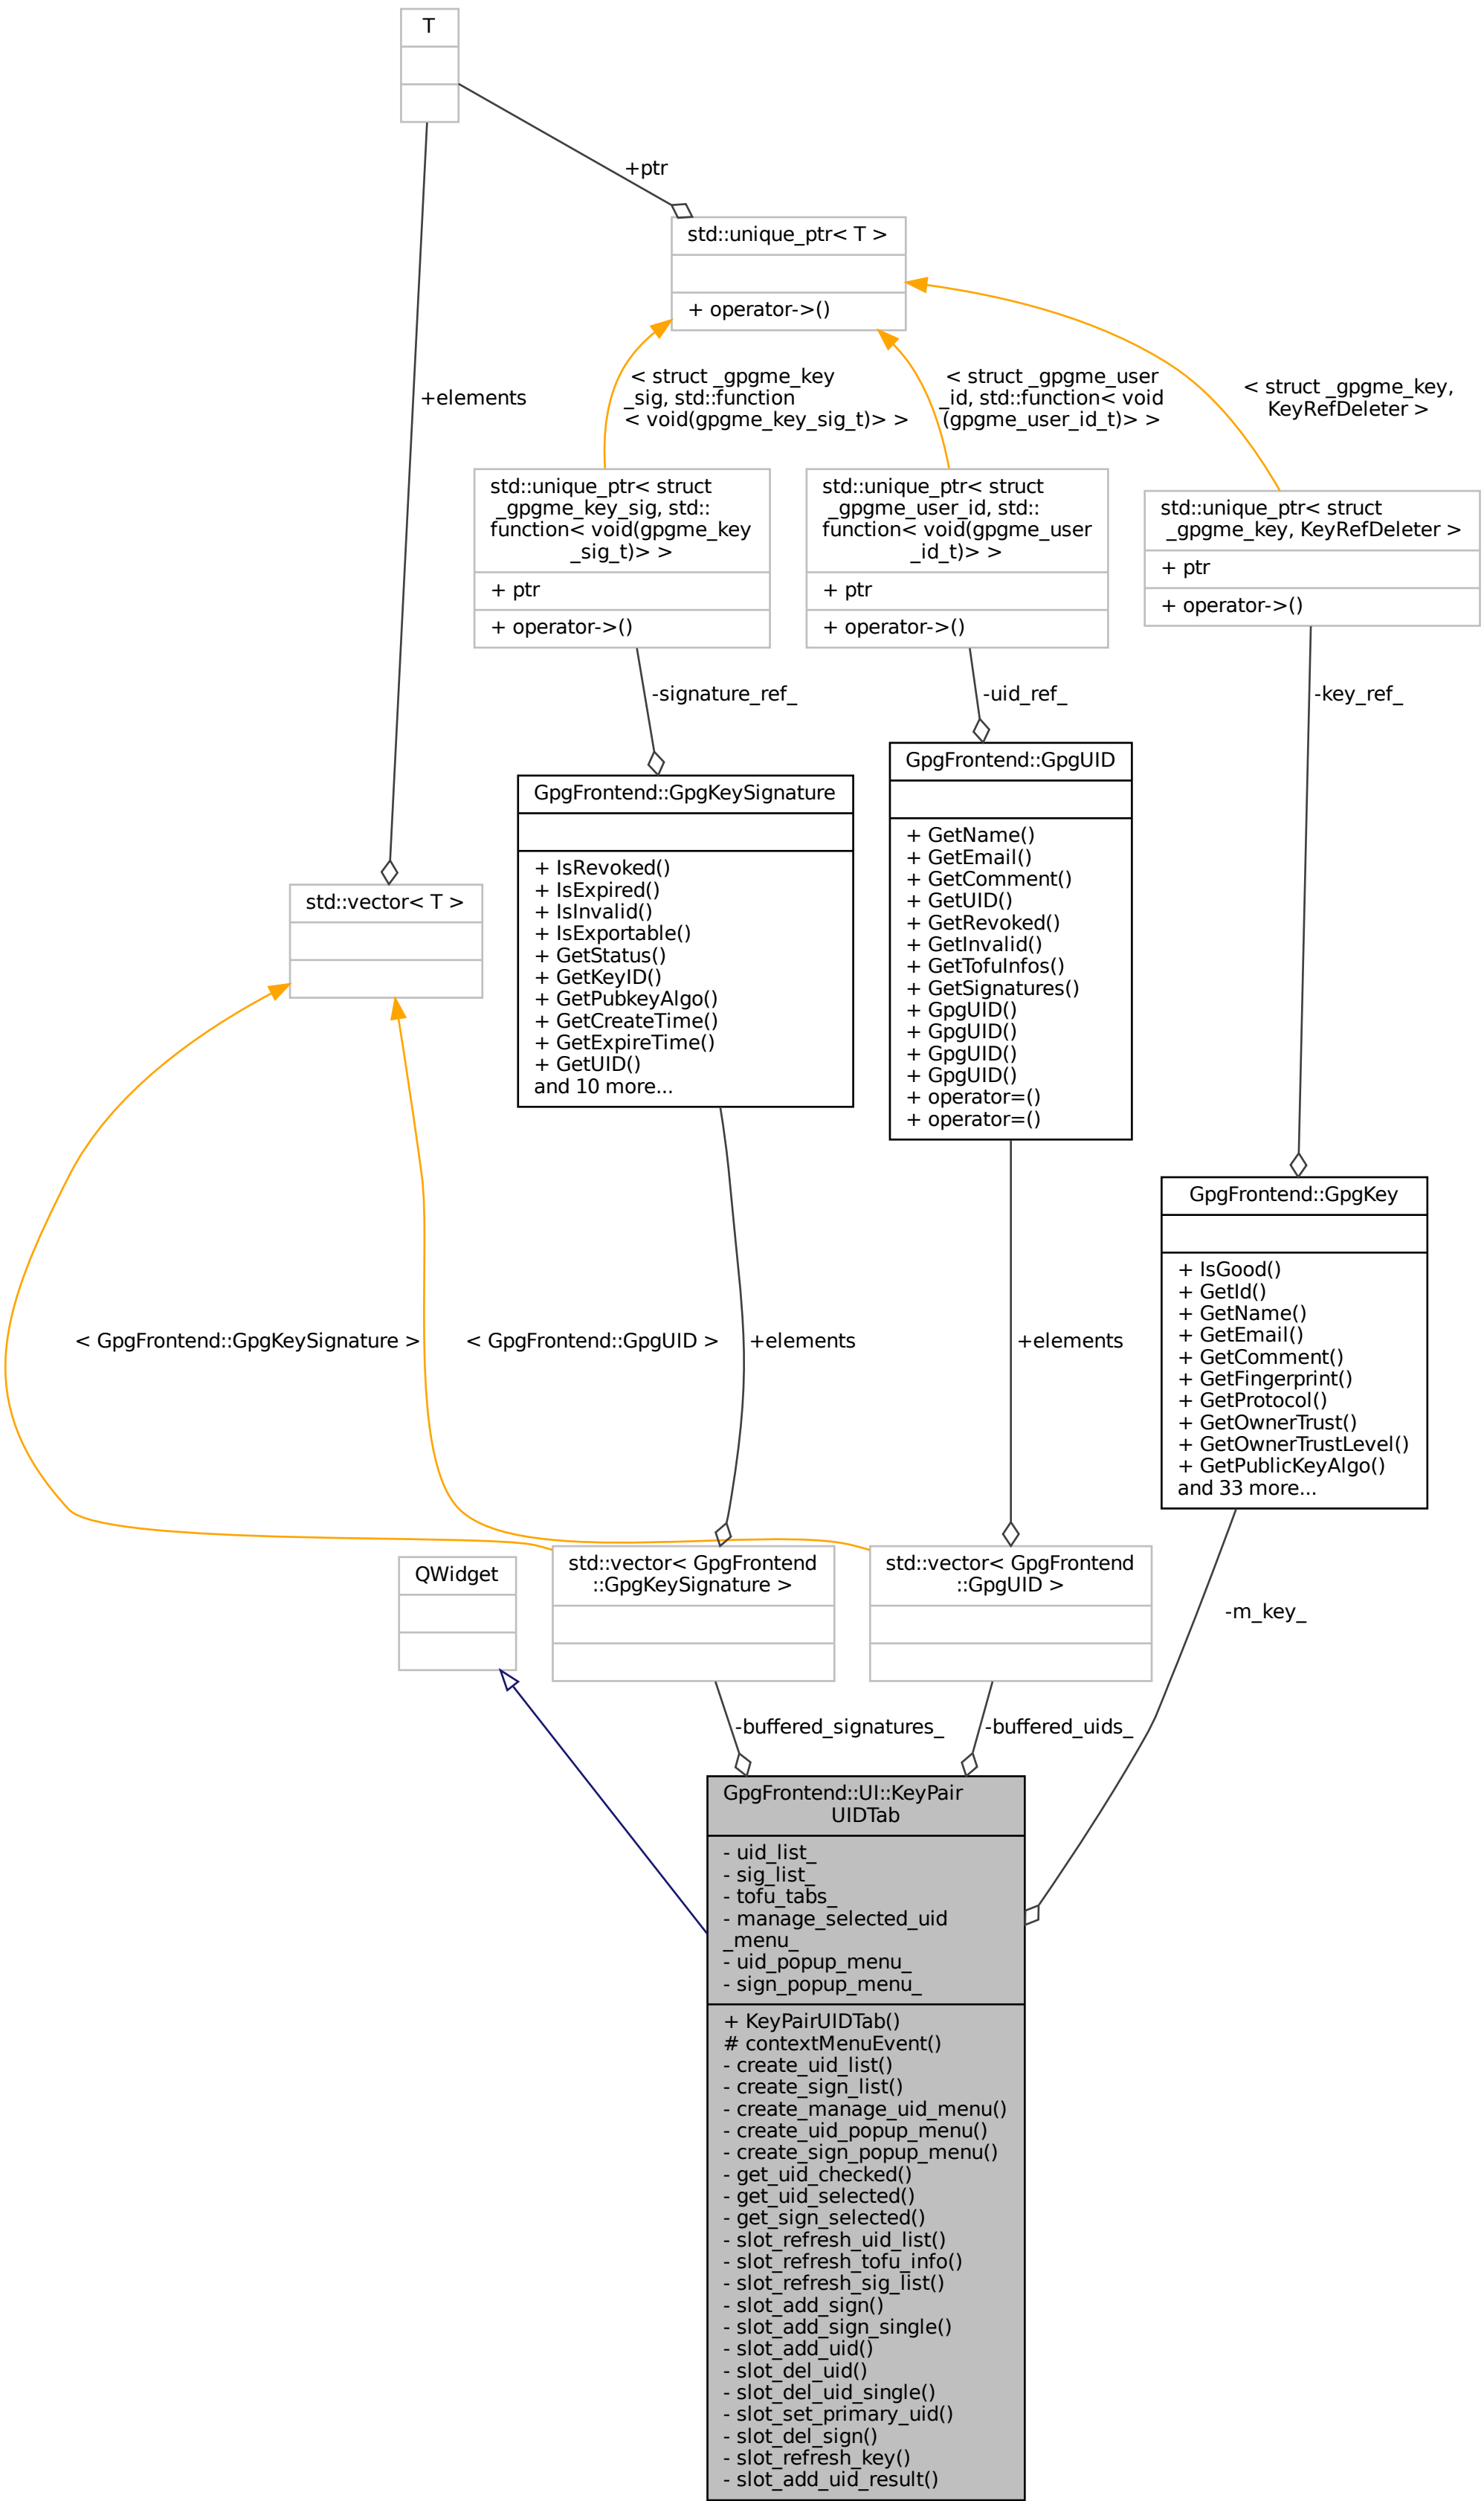 T
+ptr
std::unique_ptr< T >
+ operator->()
+elements
< struct _gpgme_key
_sig, std::function
< void(gpgme_key_sig_t)> >
< struct _gpgme_user
_id, std::function< void
(gpgme_user_id_t)> >
< struct _gpgme_key,
KeyRefDeleter >
std::unique_ptr< struct
_gpgme_key_sig, std::
function< void(gpgme_key
_sig_t)> >
+ ptr
+ operator->()
std::unique_ptr< struct
_gpgme_user_id, std::
function< void(gpgme_user
_id_t)> >
+ ptr
+ operator->()
std::unique_ptr< struct
_gpgme_key, KeyRefDeleter >
+ ptr
+ operator->()
-signature_ref_
-uid_ref_
-key_ref_
GpgFrontend::GpgKeySignature
+ IsRevoked()
+ IsExpired()
+ IsInvalid()
+ IsExportable()
+ GetStatus()
+ GetKeyID()
+ GetPubkeyAlgo()
+ GetCreateTime()
+ GetExpireTime()
+ GetUID()
and 10 more...
GpgFrontend::GpgUID
+ GetName()
+ GetEmail()
+ GetComment()
+ GetUID()
+ GetRevoked()
+ GetInvalid()
+ GetTofuInfos()
+ GetSignatures()
+ GpgUID()
+ GpgUID()
+ GpgUID()
+ GpgUID()
+ operator=()
+ operator=()
std::vector< T >
GpgFrontend::GpgKey
+ IsGood()
+ GetId()
+ GetName()
+ GetEmail()
+ GetComment()
+ GetFingerprint()
+ GetProtocol()
+ GetOwnerTrust()
+ GetOwnerTrustLevel()
+ GetPublicKeyAlgo()
and 33 more...
< GpgFrontend::GpgKeySignature >
< GpgFrontend::GpgUID >
+elements
+elements
QWidget
std::vector< GpgFrontend
::GpgKeySignature >
std::vector< GpgFrontend
::GpgUID >
-m_key_
-buffered_signatures_
-buffered_uids_
GpgFrontend::UI::KeyPair
UIDTab
- uid_list_
- sig_list_
- tofu_tabs_
- manage_selected_uid
_menu_
- uid_popup_menu_
- sign_popup_menu_
+ KeyPairUIDTab()
# contextMenuEvent()
- create_uid_list()
- create_sign_list()
- create_manage_uid_menu()
- create_uid_popup_menu()
- create_sign_popup_menu()
- get_uid_checked()
- get_uid_selected()
- get_sign_selected()
- slot_refresh_uid_list()
- slot_refresh_tofu_info()
- slot_refresh_sig_list()
- slot_add_sign()
- slot_add_sign_single()
- slot_add_uid()
- slot_del_uid()
- slot_del_uid_single()
- slot_set_primary_uid()
- slot_del_sign()
- slot_refresh_key()
- slot_add_uid_result()